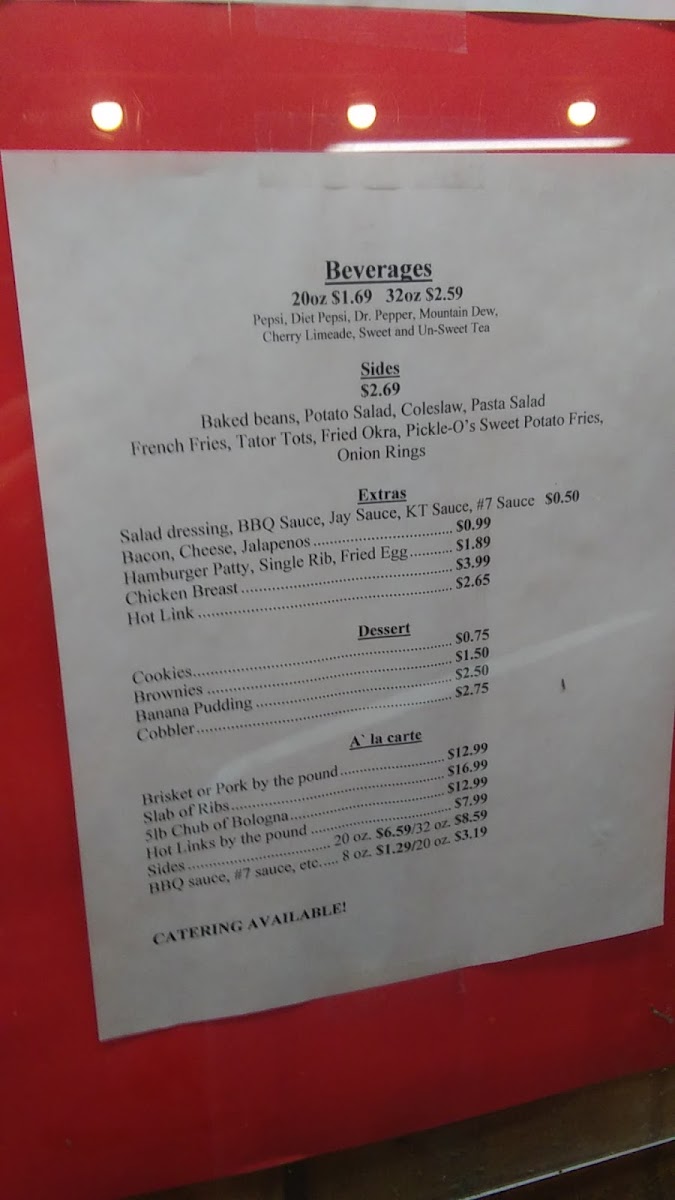 Beverages
20oz $1.69 32oz $2.59
Pepsi, Diet Pepsi, Dr. Pepper, Mountain Dew,
Cherry Limeade, Sweet and Un-Sweet Tea
Sides
$2.69
Baked beans, Potato Salad, Coleslaw, Pasta Salad
French Fries, Tator Tots, Fried Okra, Pickle-O's Sweet Potato Fries,
Onion Rings
Extras
Salad dressing, BBQ Sauce, Jay Sauce, KT Sauce, #7 Sauce $0.50
Bacon, Cheese, Jalapenos.................................. $0.99
Hamburger Patty, Single Rib, Fried Egg.......... $1.89
Chicken Breast.................................................. $3.99
Hot Link............................................................ $2.65
Dessert
Cookies............................................................. $0.75
Brownies........................................................... $1.50
Banana Pudding................................................ $2.50
Cobbler............................................................. $2.75
A` la carte
Brisket or Pork by the pound......................... $12.99
Slab of Ribs.................................................... $16.99
5lb Chub of Bologna....................................... $12.99
Hot Links by the pound................................... $7.99
Sides.................................. 20 oz. $6.59/32 oz. $8.59
BBQ sauce, #7 sauce, etc..... 8 oz. $1.29/20 oz. $3.19
CATERING AVAILABLE!